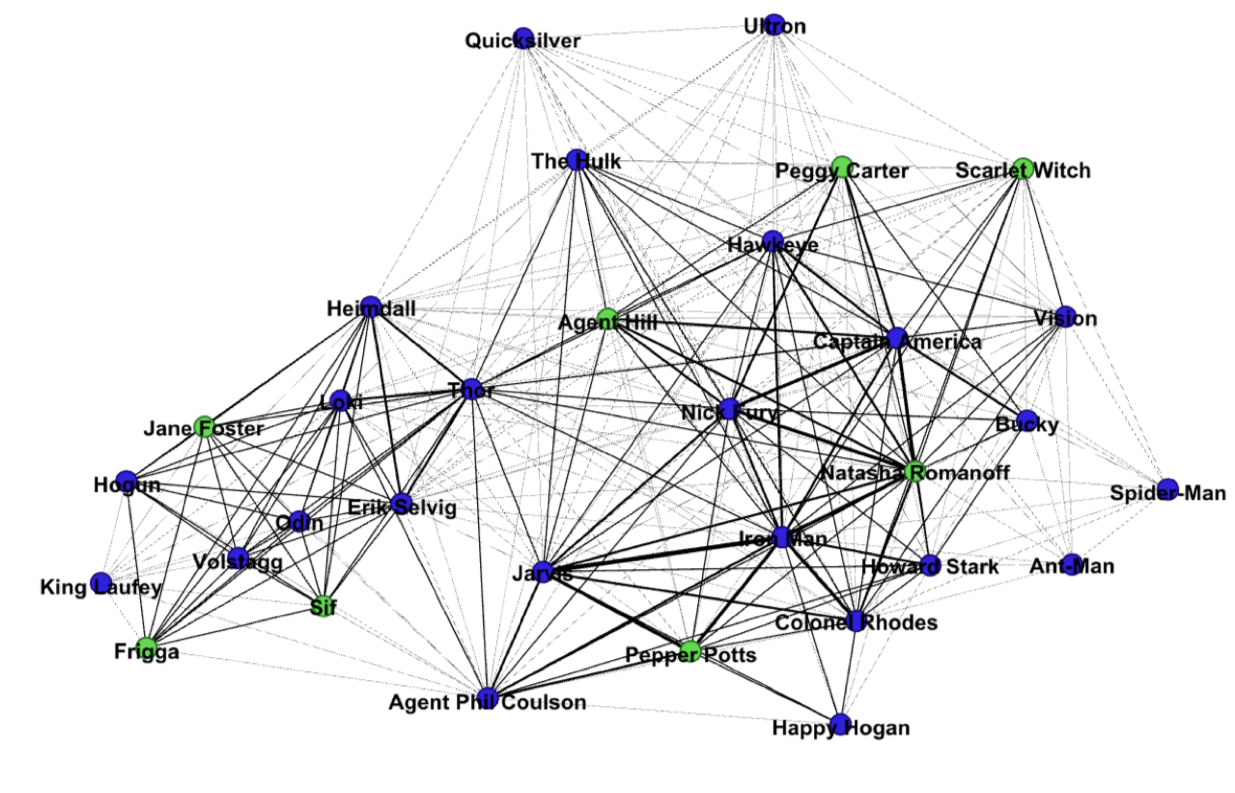 Ultron
Quicksilver
The Hulk
Peggy Carter
Scarlet Witch
Hawkeye
Heimdall
Agent Hill
Vision
Captain America
Thor
Loki
Nick Fury
Bucky
Jane Foster
Natasha Romanoff
Hogun
Spider-Man
Erik Selvig
Odin
Iron Man
Volstagg
Jarvis
Howard Stark
Ant-Man
King Laufey
Sif
Colonel Rhodes
Frigga
Pepper Potts
Agent Phil Coulson
Happy Hogan